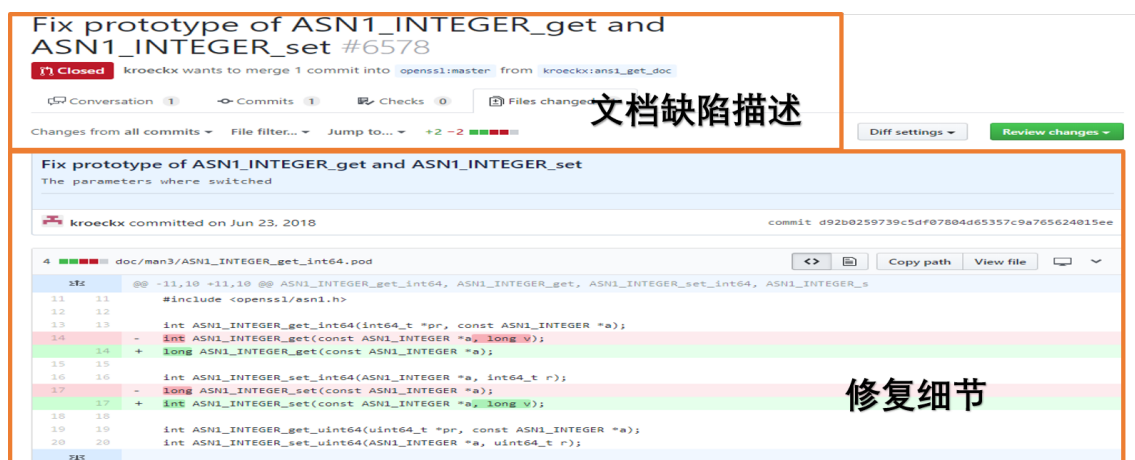 Fix prototype of ASN1_INTEGER_get and
ASN1_INTEGER_set #6578
Closed kroeckx wants to merge 1 commit into openssl:master from kroeckx:ans1_get_doc
Conversation 1 Commits 1 Checks 0 Files changed
文档缺陷描述
Changes from all commits File filter... Jump to... +2 −2 Diff settings Review changes
Fix prototype of ASN1_INTEGER_get and ASN1_INTEGER_set
The parameters where switched
kroeckx committed on Jun 23, 2018 commit d92b0259739c5df07804d65357c9a765624015ee
4 doc/man3/ASN1_INTEGER_get_int64.pod <> Copy path View file
@@ -11,10 +11,10 @@ ASN1_INTEGER_get_int64, ASN1_INTEGER_get, ASN1_INTEGER_set_int64, ASN1_INTEGER_s
11 11 #include <openssl/asn1.h>
12 12
13 13 int ASN1_INTEGER_get_int64(int64_t *pr, const ASN1_INTEGER *a);
14 - int ASN1_INTEGER_get(const ASN1_INTEGER *a, long v);
14 + long ASN1_INTEGER_get(const ASN1_INTEGER *a);
15 15
16 16 int ASN1_INTEGER_set_int64(ASN1_INTEGER *a, int64_t r);
17 - long ASN1_INTEGER_set(const ASN1_INTEGER *a);
17 + int ASN1_INTEGER_set(const ASN1_INTEGER *a, long v);
修复细节
18 18
19 19 int ASN1_INTEGER_get_uint64(uint64_t *pr, const ASN1_INTEGER *a);
20 20 int ASN1_INTEGER_set_uint64(ASN1_INTEGER *a, uint64_t r);